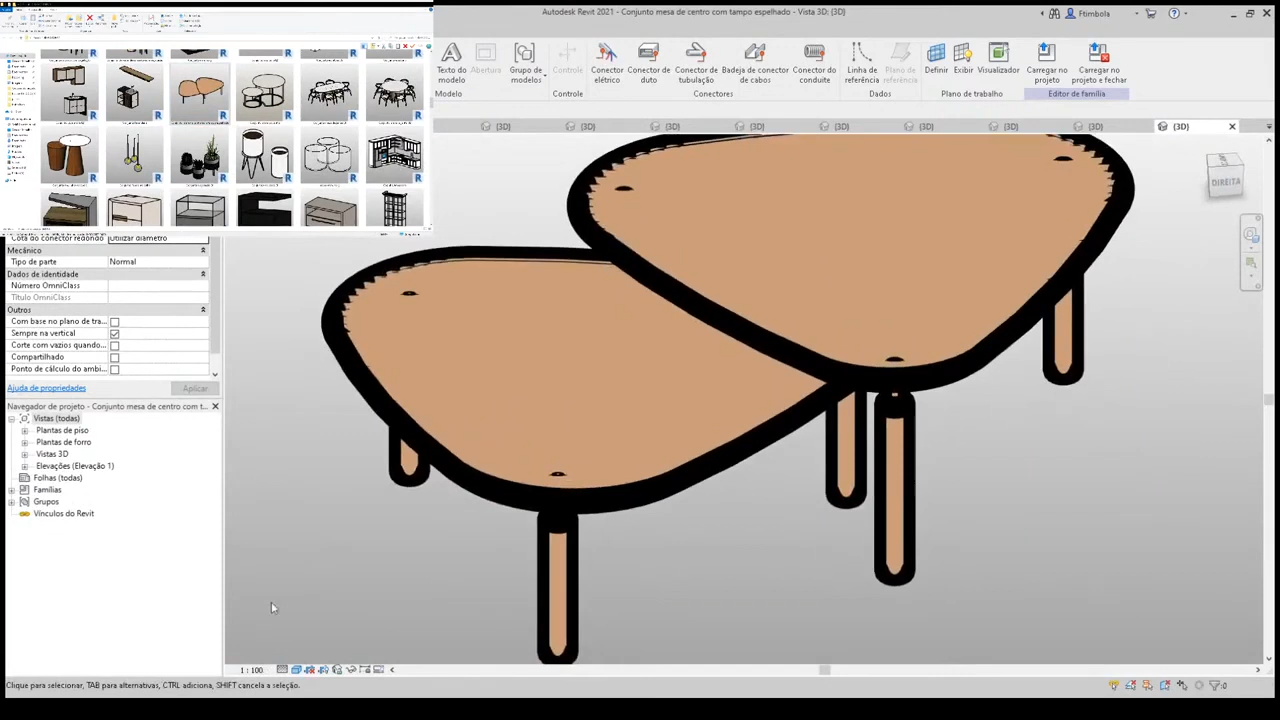 Autodesk Revit 2021 - Conjunto mesa de centro com tampo espelhado - Vista 3D: {3D}
Ftimbola
Texto do modelo
Abertura
Grupo de modelos
Controle
Conector elétrico
Conector de duto
Conector de tubulação
Cadeja de conector de cabos
Conector do conduite
Linha de referência
Plano de referência
Definir
Exibir
Visualizador
Carregar no projeto
Carregar no projeto e fechar
Modelo
Controle
Conectores
Dados
Plano de trabalho
Editor de família
{3D}
{3D}
{3D}
{3D}
{3D}
{3D}
{3D}
{3D}
{3D}
DIREITA
Cota do conector redondo Utilizar diâmetro
Mecânico
Tipo de parte Normal
Dados de identidade
Número OmniClass
Título OmniClass
Outros
Com base no plano de tra...
Sempre na vertical
Corte com vazios quando...
Compartilhado
Ponto de cálculo do ambi...
Ajuda de propriedades
Aplicar
Navegador de projeto - Conjunto mesa de centro com t...
Vistas (todas)
Plantas de piso
Plantas de forro
Vistas 3D
Elevações (Elevação 1)
Folhas (todas)
Famílias
Grupos
Vínculos do Revit
1 : 100
Clique para selecionar, TAB para alternativas, CTRL adiciona, SHIFT cancela a seleção.
:0